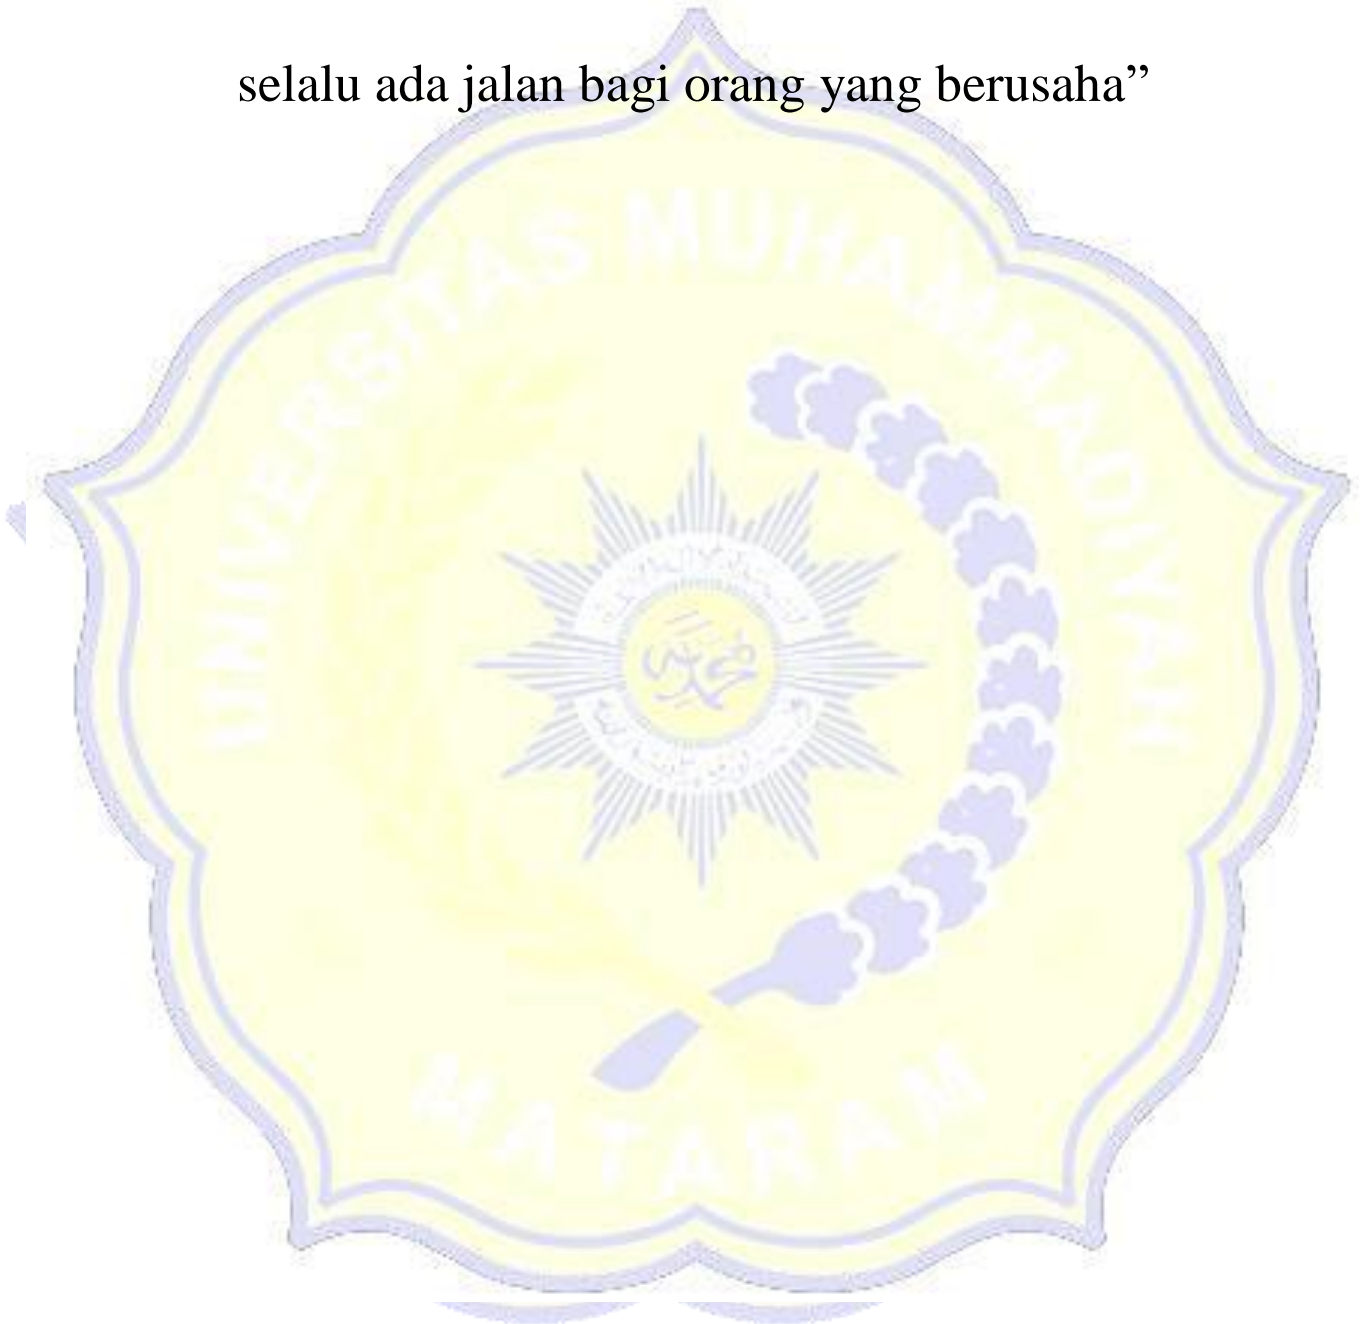 selalu ada jalan bagi orang yang berusaha”
UNIVERSITAS MUHAMMADIYAH
MATARAM